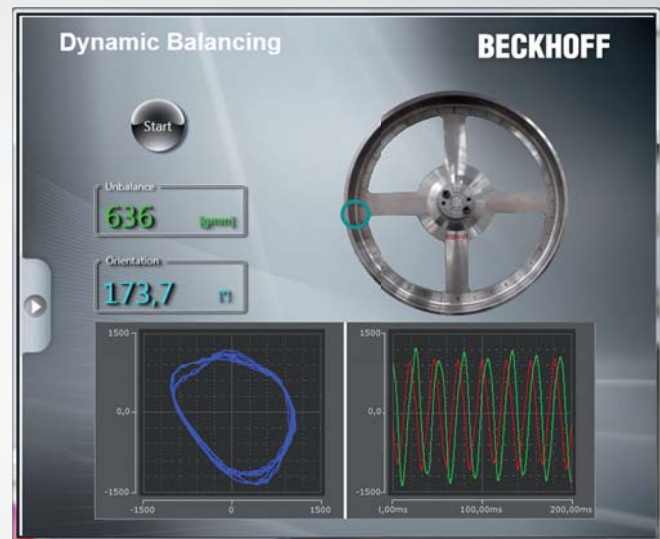 Dynamic Balancing
BECKHOFF
Start
Unbalance
636 [gmm]
Orientation
173,7 [°]
1500
0,0
-1500
-1500 0 1500
1500
0,0
-1500
100,00ms 200,00ms